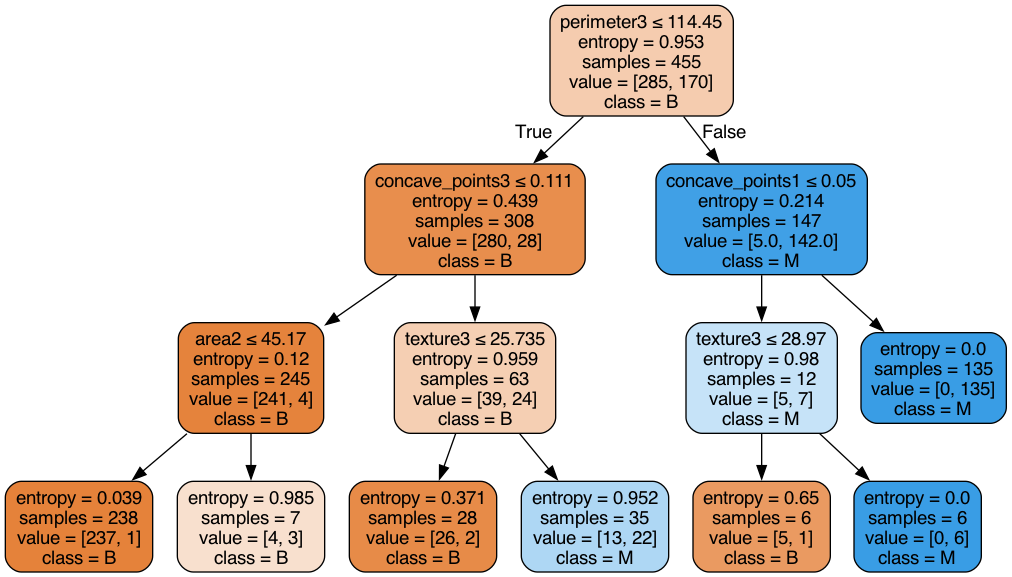 perimeter3 ≤ 114.45
entropy = 0.953
samples = 455
value = [285, 170]
class = B
True
False
concave_points3 ≤ 0.111
entropy = 0.439
samples = 308
value = [280, 28]
class = B
concave_points1 ≤ 0.05
entropy = 0.214
samples = 147
value = [5.0, 142.0]
class = M
area2 ≤ 45.17
entropy = 0.12
samples = 245
value = [241, 4]
class = B
texture3 ≤ 25.735
entropy = 0.959
samples = 63
value = [39, 24]
class = B
texture3 ≤ 28.97
entropy = 0.98
samples = 12
value = [5, 7]
class = M
entropy = 0.0
samples = 135
value = [0, 135]
class = M
entropy = 0.039
samples = 238
value = [237, 1]
class = B
entropy = 0.985
samples = 7
value = [4, 3]
class = B
entropy = 0.371
samples = 28
value = [26, 2]
class = B
entropy = 0.952
samples = 35
value = [13, 22]
class = M
entropy = 0.65
samples = 6
value = [5, 1]
class = B
entropy = 0.0
samples = 6
value = [0, 6]
class = M